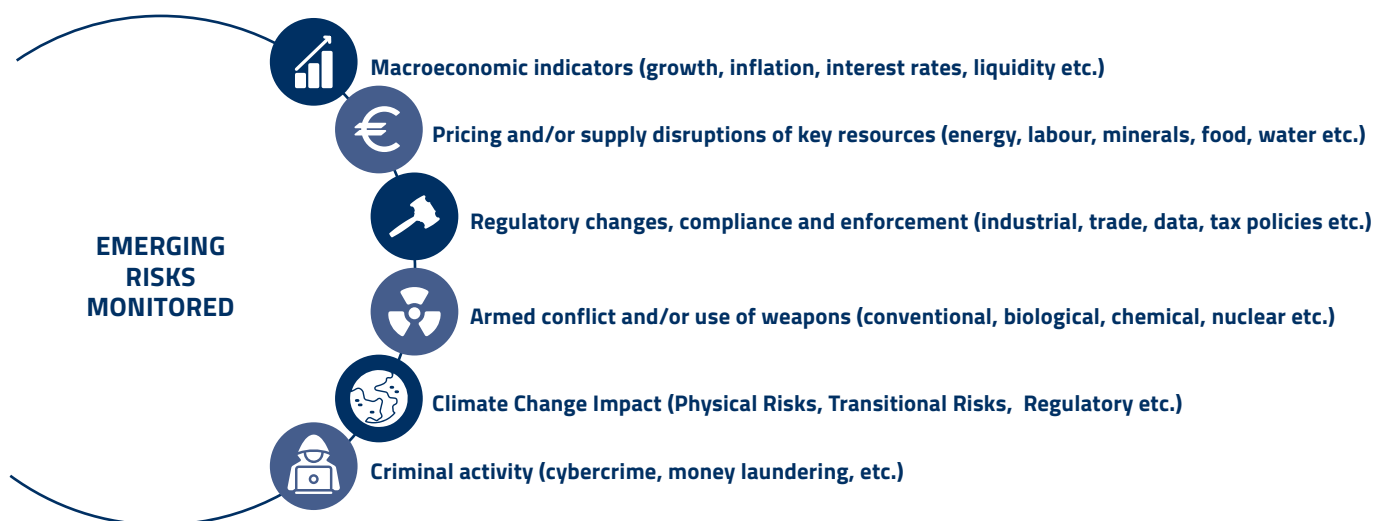 Macroeconomic indicators (growth, inflation, interest rates, liquidity etc.)
Pricing and/or supply disruptions of key resources (energy, labour, minerals, food, water etc.)
Regulatory changes, compliance and enforcement (industrial, trade, data, tax policies etc.)
EMERGING
RISKS
MONITORED
Armed conflict and/or use of weapons (conventional, biological, chemical, nuclear etc.)
Climate Change Impact (Physical Risks, Transitional Risks,  Regulatory etc.)
Criminal activity (cybercrime, money laundering, etc.)